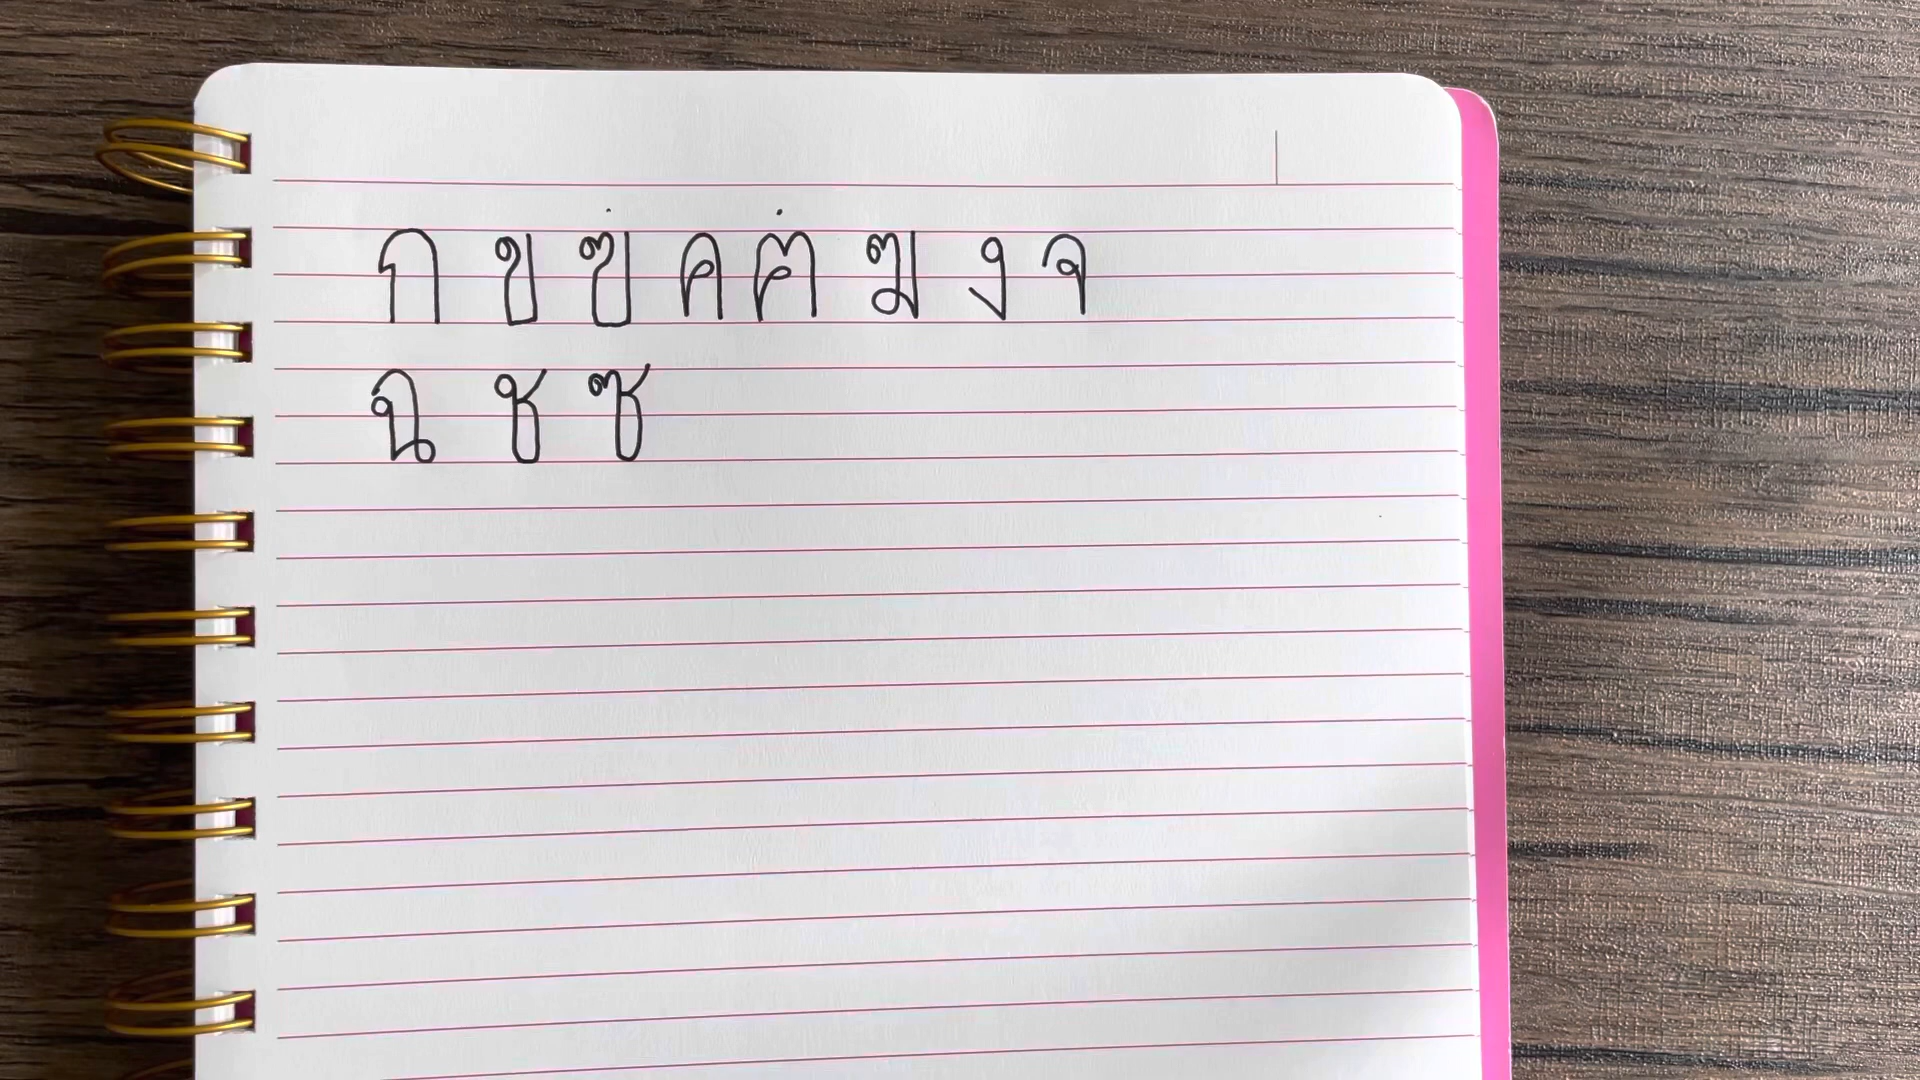 ก ข ฃ ค ฅ ฆ ง จ
ฉ ช ซ